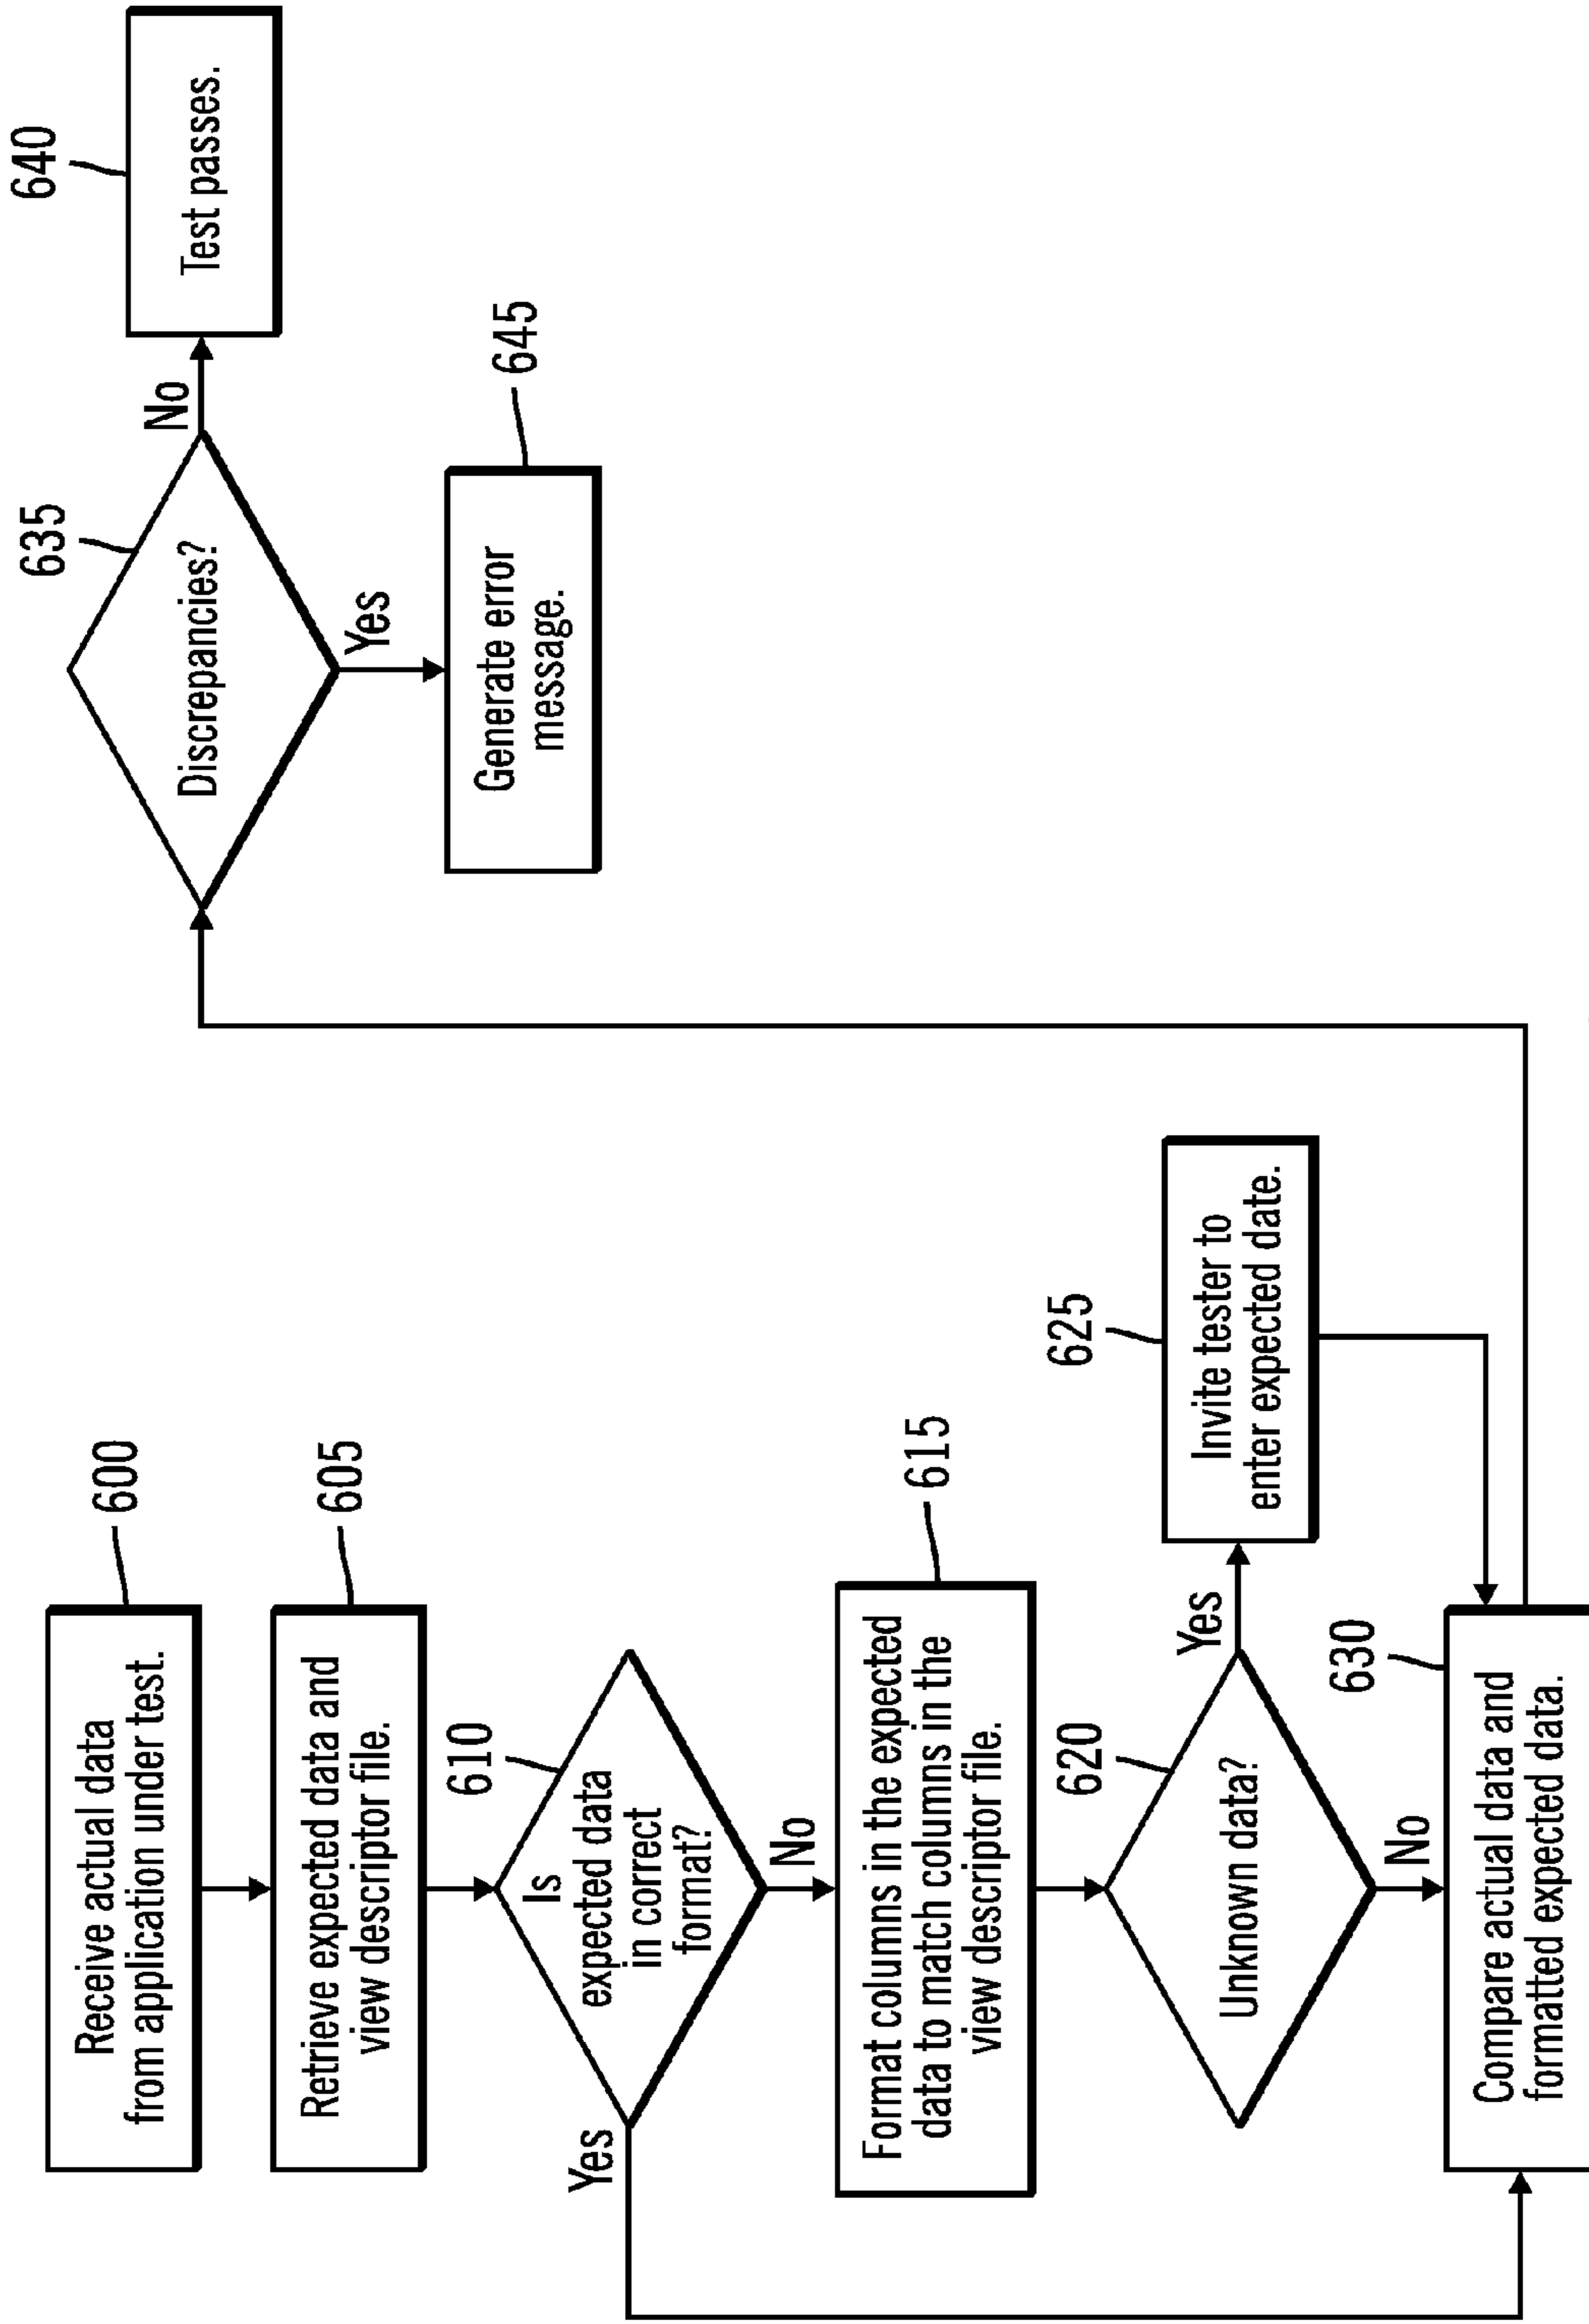 600
Receive actual data
from application under test.
605
Retrieve expected data and
view descriptor file.
610
Is
expected data
in correct
format?
Yes
No
615
Format columns in the expected
data to match columns in the
view descriptor file.
620
Unknown data?
Yes
No
625
Invite tester to
enter expected date.
630
Compare actual data and
formatted expected data.
635
Discrepancies?
No
Yes
640
Test passes.
645
Generate error
message.